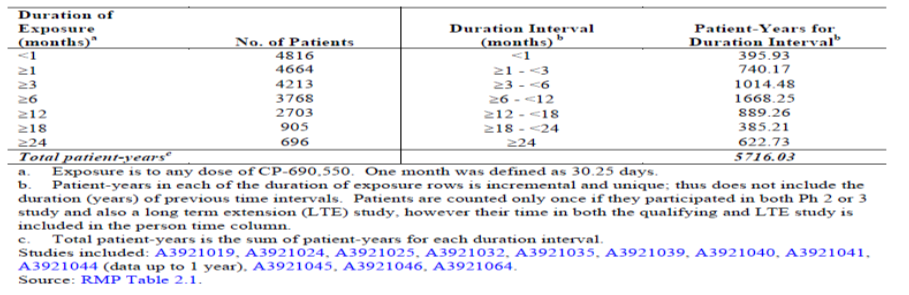 Duration of Exposure (months)a No. of Patients Duration Interval (months) b Patient-Years for Duration Intervalb
<1 4816 <1 395.93
≥1 4664 ≥1 - <3 740.17
≥3 4213 ≥3 - <6 1014.48
≥6 3768 ≥6 - <12 1668.25
≥12 2703 ≥12 - <18 889.26
≥18 905 ≥18 - <24 385.21
≥24 696 ≥24 622.73
Total patient-yearsc 5716.03
a. Exposure is to any dose of CP-690,550. One month was defined as 30.25 days.
b. Patient-years in each of the duration of exposure rows is incremental and unique; thus does not include the
duration (years) of previous time intervals. Patients are counted only once if they participated in both Ph 2 or 3
study and also a long term extension (LTE) study, however their time in both the qualifying and LTE study is
included in the person time column.
c. Total patient-years is the sum of patient-years for each duration interval.
Studies included: A3921019, A3921024, A3921025, A3921032, A3921035, A3921039, A3921040, A3921041,
A3921044 (data up to 1 year), A3921045, A3921046, A3921064.
Source: RMP Table 2.1.